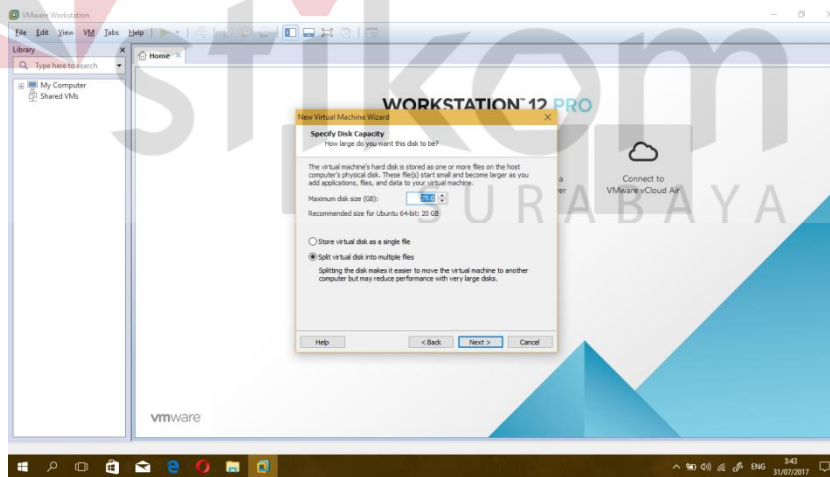 VMware Workstation
File Edit View VM Tabs Help
Library
Type here to search
My Computer
Shared VMs
Home
stikom
SURABAYA
WORKSTATION™ 12 PRO
Connect to
VMware vCloud Air
New Virtual Machine Wizard
Specify Disk Capacity
How large do you want this disk to be?
The virtual machine's hard disk is stored as one or more files on the host
computer's physical disk. These file(s) start small and become larger as you
add applications, files, and data to your virtual machine.
Maximum disk size (GB):
Recommended size for Ubuntu 64-bit: 20 GB
Store virtual disk as a single file
Split virtual disk into multiple files
Splitting the disk makes it easier to move the virtual machine to another
computer but may reduce performance with very large disks.
Help < Back Next > Cancel
vmware
ENG
3:43
31/07/2017